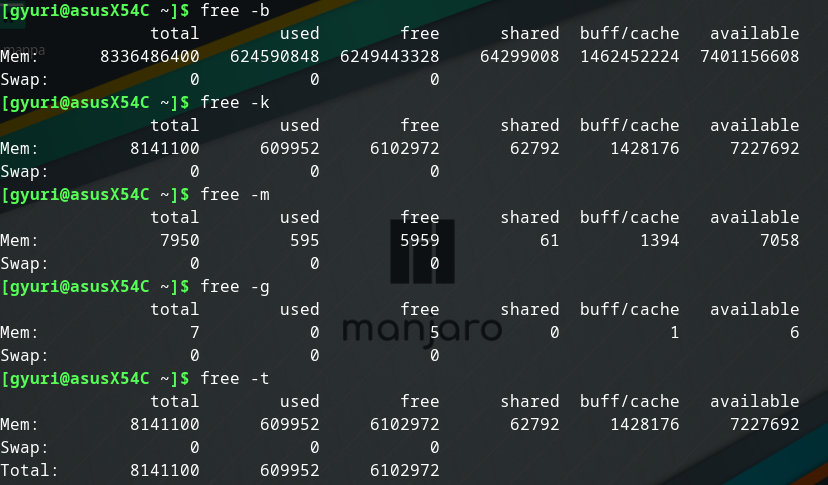 [gyuri@asusX54C ~]$ free -b
               total        used        free      shared  buff/cache   available
Mem:      8336486400   624590848  6249443328    64299008  1462452224  7401156608
Swap:              0           0           0
[gyuri@asusX54C ~]$ free -k
               total        used        free      shared  buff/cache   available
Mem:         8141100      609952     6102972       62792     1428176     7227692
Swap:              0           0           0
[gyuri@asusX54C ~]$ free -m
               total        used        free      shared  buff/cache   available
Mem:            7950         595        5959          61        1394        7058
Swap:              0           0           0
[gyuri@asusX54C ~]$ free -g
               total        used        free      shared  buff/cache   available
Mem:               7           0           5           0           1           6
Swap:              0           0           0
manjaro
[gyuri@asusX54C ~]$ free -t
               total        used        free      shared  buff/cache   available
Mem:         8141100      609952     6102972       62792     1428176     7227692
Swap:              0           0           0
Total:       8141100      609952     6102972